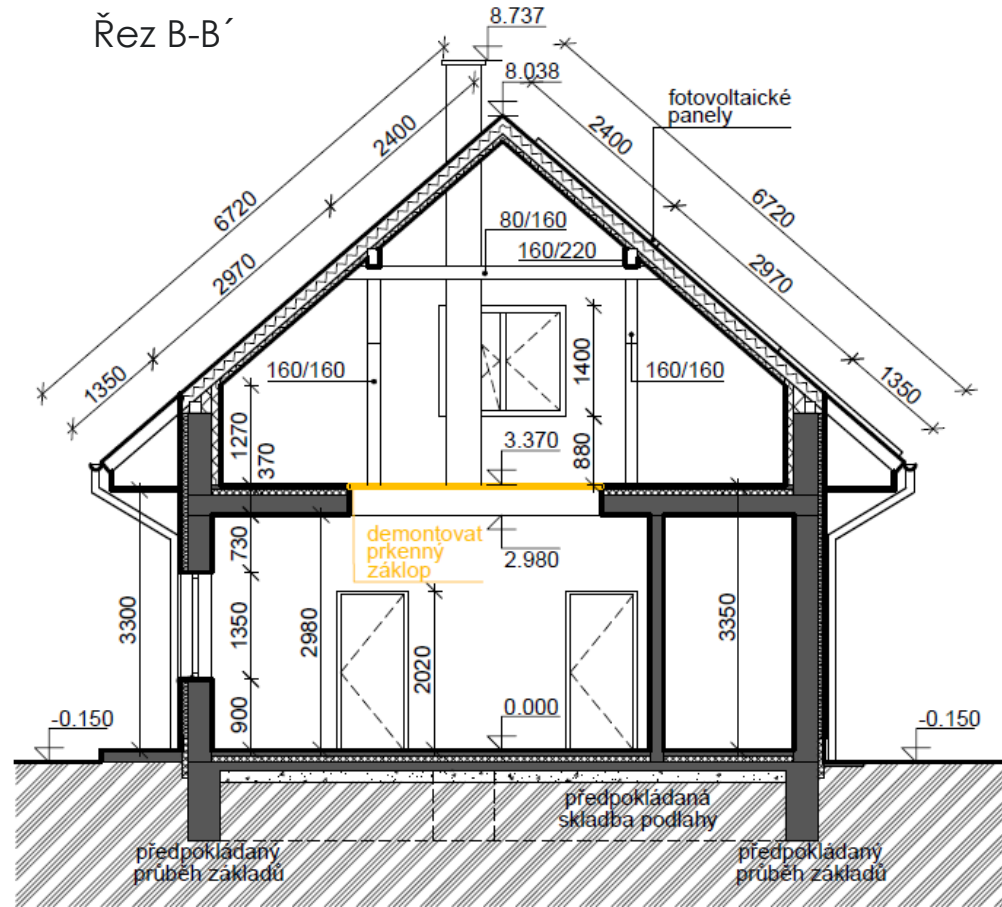 Řez B-B´
8.737
8.038
fotovoltaické
panely
2400
2400
6720
6720
80/160
160/220
2970
2970
1350
1350
160/160
160/160
1400
1270
370
880
3.370
demontovat
prkenný
záklop
2.980
730
1350
900
3300
2980
2020
3350
0.000
-0.150
-0.150
předpokládaná
skladba podlahy
předpokládaný
průběh základů
předpokládaný
průběh základů